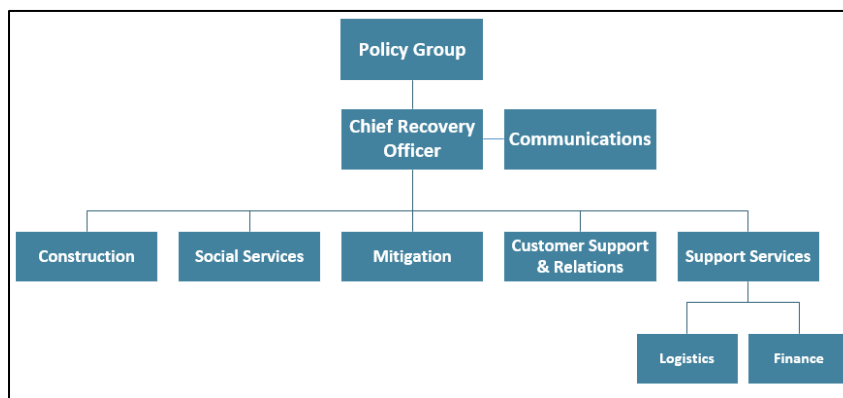 Policy Group
Chief Recovery
Officer
Communications
Construction
Social Services
Mitigation
Customer Support
& Relations
Support Services
Logistics
Finance